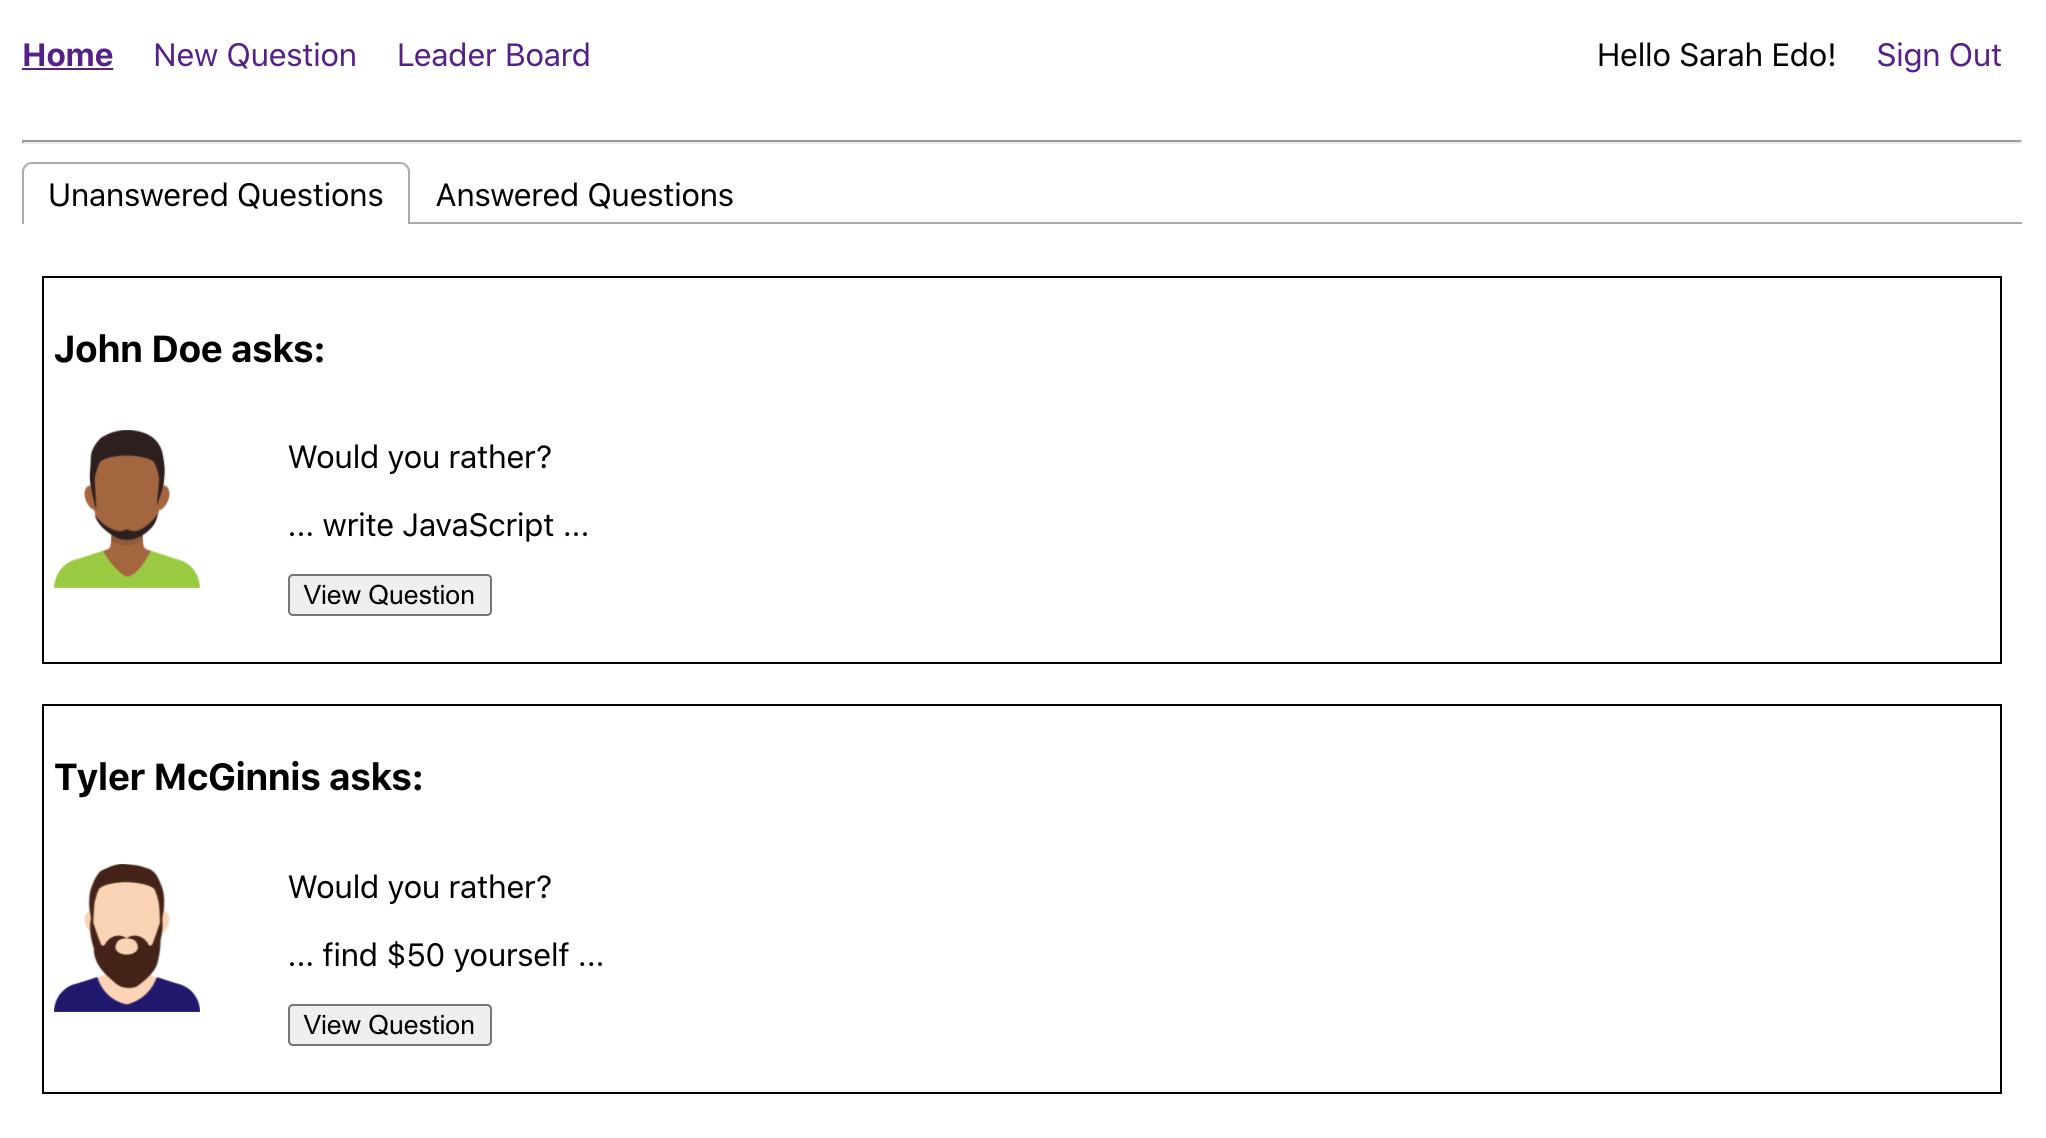 Home New Question Leader Board Hello Sarah Edo! Sign Out
Unanswered Questions Answered Questions
John Doe asks:
Would you rather?
... write JavaScript ...
View Question
Tyler McGinnis asks:
Would you rather?
... find $50 yourself ...
View Question